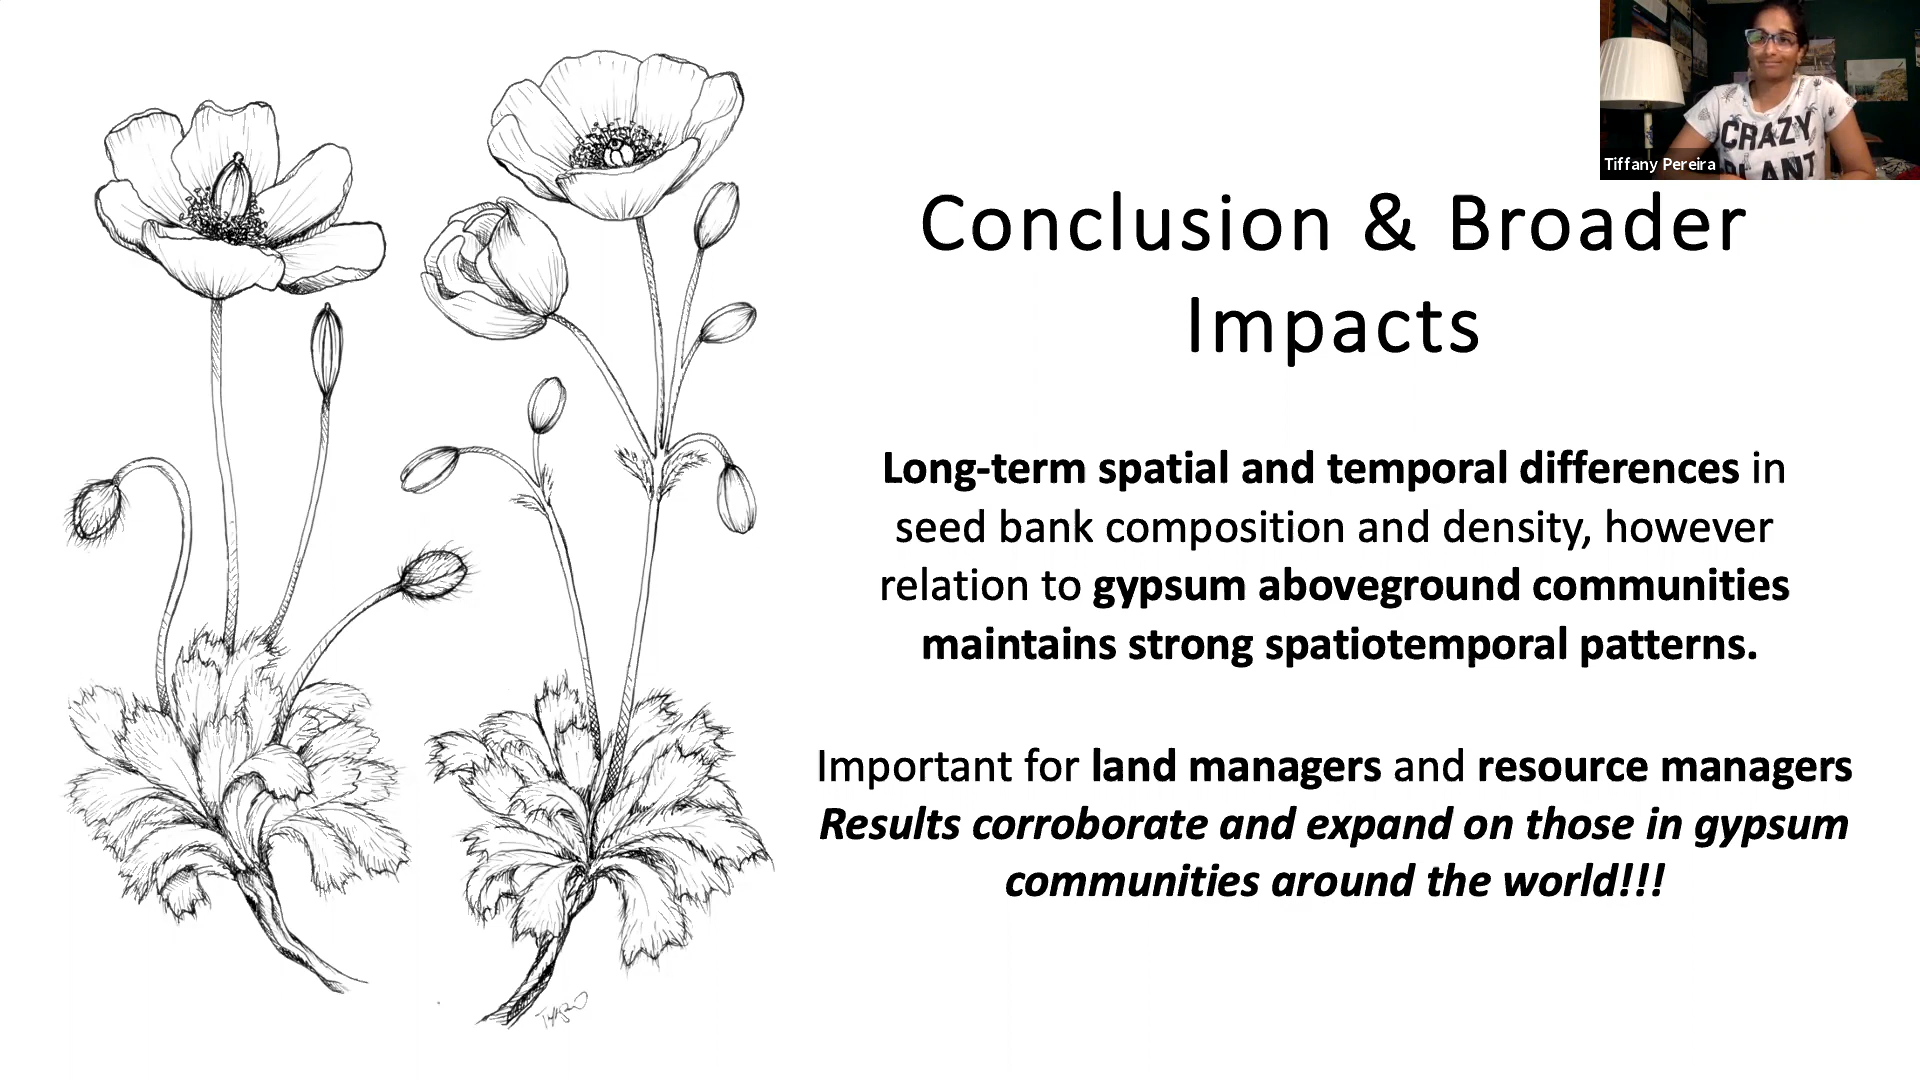 CRAZY
PLANT
Tiffany Pereira
Conclusion & Broader
Impacts
Long-term spatial and temporal differences in
seed bank composition and density, however
relation to gypsum aboveground communities
maintains strong spatiotemporal patterns.
Important for land managers and resource managers
Results corroborate and expand on those in gypsum
communities around the world!!!